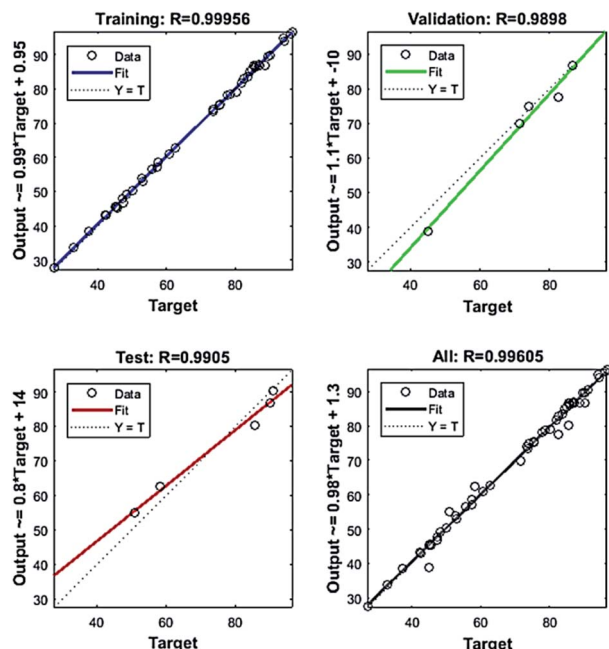 Training: R=0.99956
Output ~= 0.99*Target + 0.95
90
80
70
60
50
40
30
Data
Fit
Y = T
40
60
80
Target
Validation: R=0.9898
Output ~= 1.1*Target + -10
90
80
70
60
50
40
30
Data
Fit
Y = T
40
60
80
Target
Test: R=0.9905
Output ~= 0.8*Target + 14
90
80
70
60
50
40
30
Data
Fit
Y = T
40
60
80
Target
All: R=0.99605
Output ~= 0.98*Target + 1.3
90
80
70
60
50
40
30
Data
Fit
Y = T
40
60
80
Target